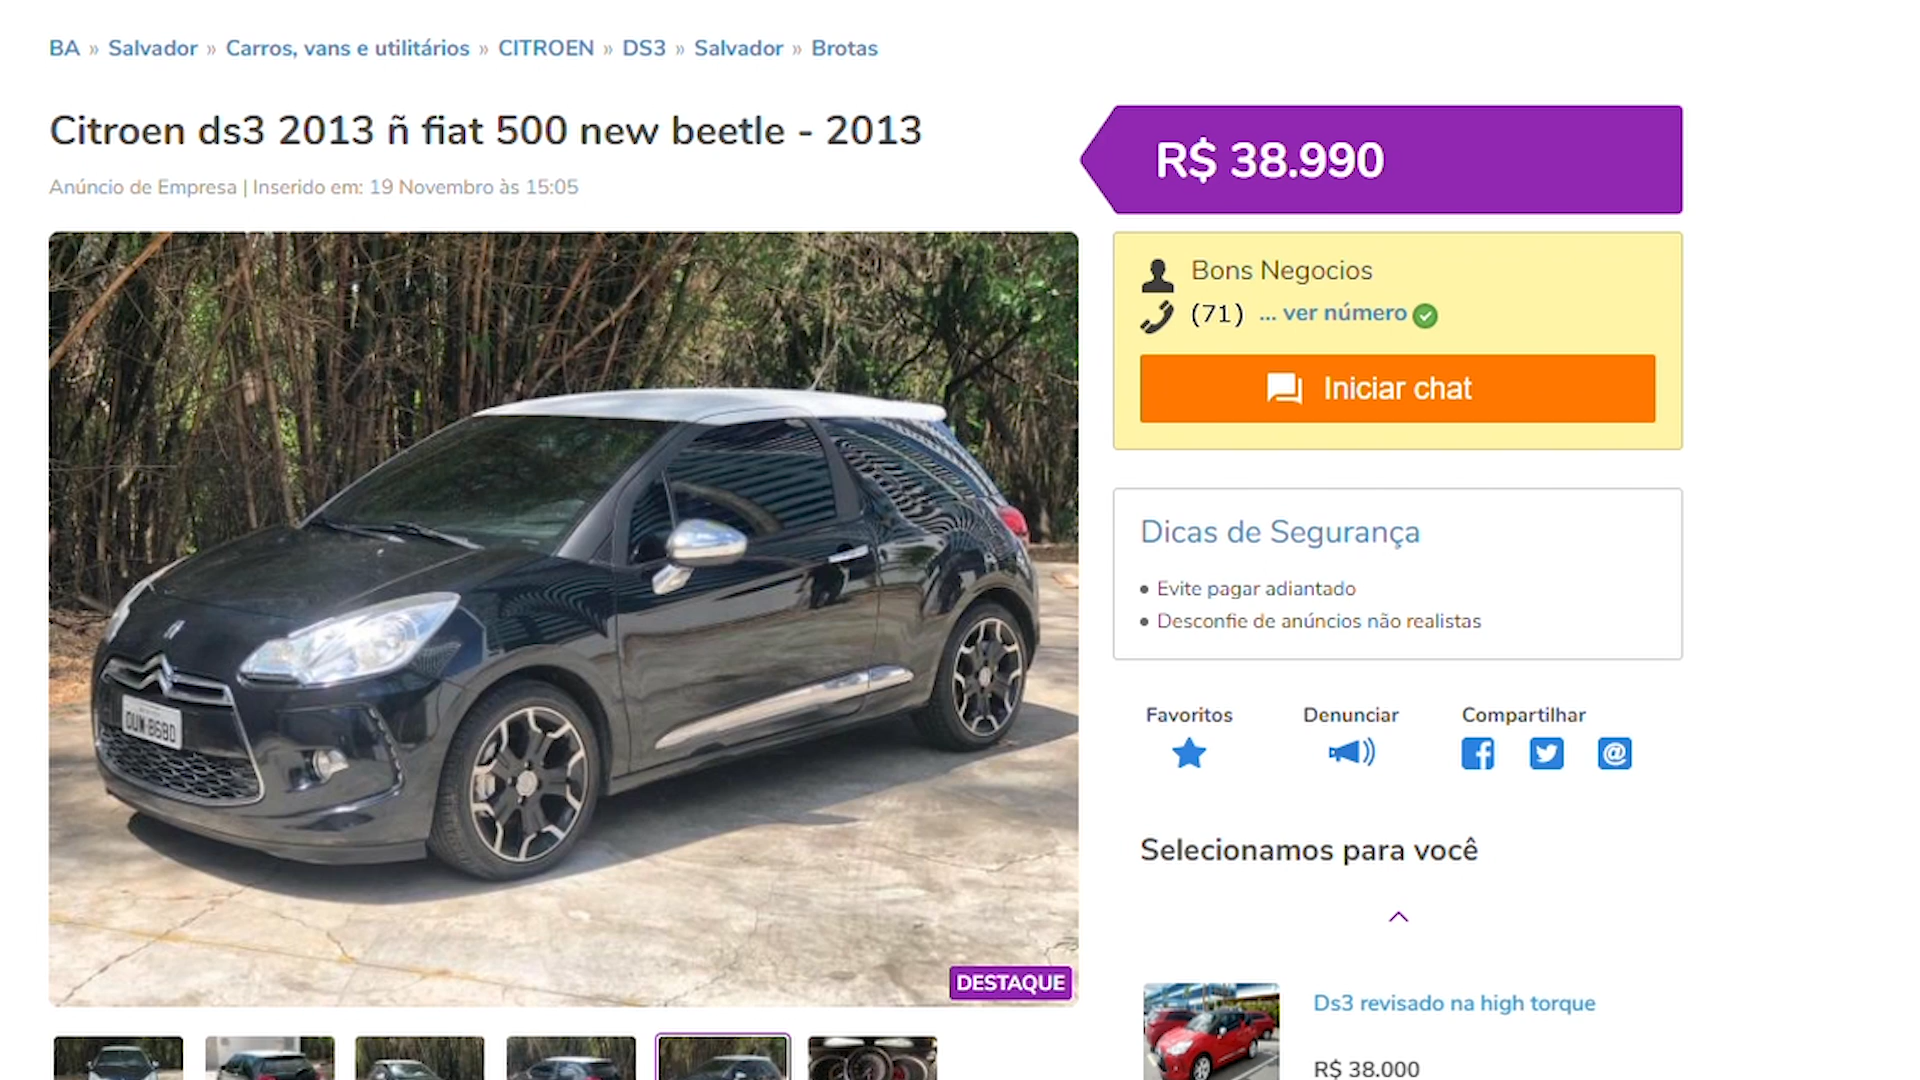 BA » Salvador » Carros, vans e utilitários » CITROEN » DS3 » Salvador » Brotas
Citroen ds3 2013 ñ fiat 500 new beetle - 2013
Anúncio de Empresa | Inserido em: 19 Novembro às 15:05
R$ 38.990
Bons Negocios
(71) ... ver número
Iniciar chat
Dicas de Segurança
• Evite pagar adiantado
• Desconfie de anúncios não realistas
Favoritos Denunciar Compartilhar
Selecionamos para você
DESTAQUE
Ds3 revisado na high torque
R$ 38.000